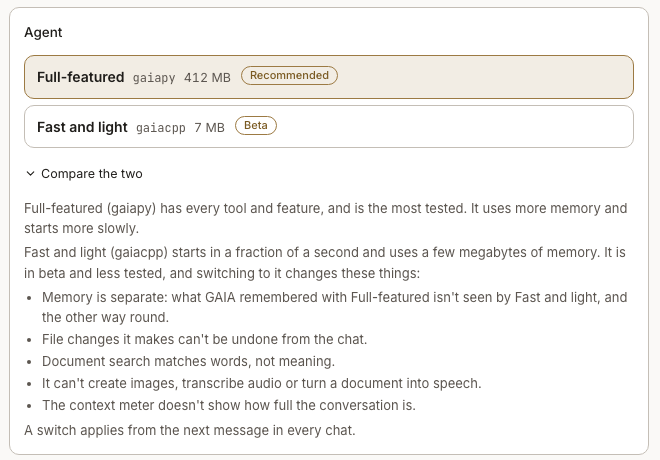 Agent
Full-featured gaiapy 412 MB Recommended
Fast and light gaiacpp 7 MB Beta
Compare the two
Full-featured (gaiapy) has every tool and feature, and is the most tested. It uses more memory and
starts more slowly.
Fast and light (gaiacpp) starts in a fraction of a second and uses a few megabytes of memory. It is
in beta and less tested, and switching to it changes these things:
• Memory is separate: what GAIA remembered with Full-featured isn't seen by Fast and light, and
the other way round.
• File changes it makes can't be undone from the chat.
• Document search matches words, not meaning.
• It can't create images, transcribe audio or turn a document into speech.
• The context meter doesn't show how full the conversation is.
A switch applies from the next message in every chat.